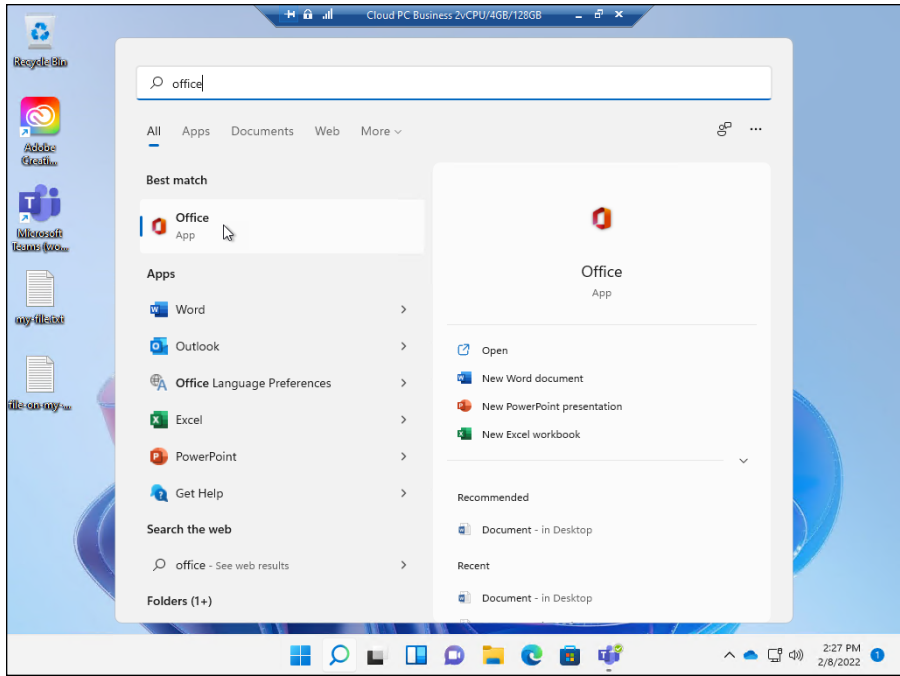 Cloud PC Business 2vCPU/4GB/128GB
Recycle Bin
Adobe
Creati...
Microsoft
Teams (wo...
my-file.txt
file-on-my-...
office
All Apps Documents Web More
Best match
Office
App
Apps
Word
Outlook
Office Language Preferences
Excel
PowerPoint
Get Help
Search the web
office - See web results
Folders (1+)
Office
App
Open
New Word document
New PowerPoint presentation
New Excel workbook
Recommended
Document - in Desktop
Recent
Document - in Desktop
2:27 PM
2/8/2022
1